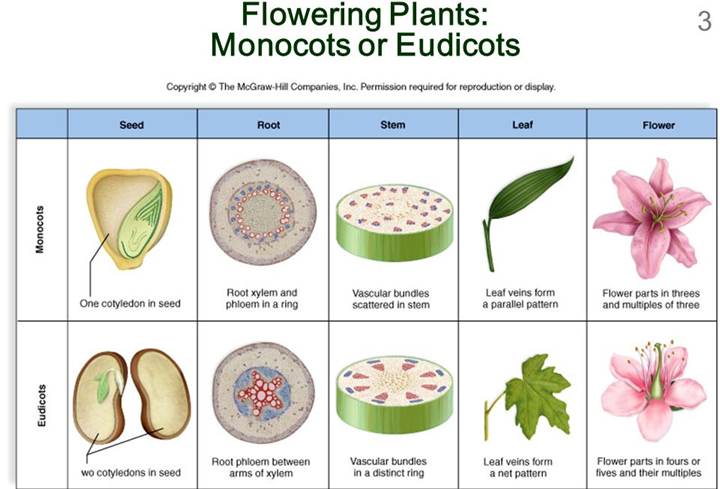 Flowering Plants:
Monocots or Eudicots
3
Copyright © The McGraw-Hill Companies, Inc. Permission required for reproduction or display.
Seed Root Stem Leaf Flower
Monocots
One cotyledon in seed
Root xylem and
phloem in a ring
Vascular bundles
scattered in stem
Leaf veins form
a parallel pattern
Flower parts in threes
and multiples of three
Eudicots
wo cotyledons in seed
Root phloem between
arms of xylem
Vascular bundles
in a distinct ring
Leaf veins form
a net pattern
Flower parts in fours or
fives and their multiples